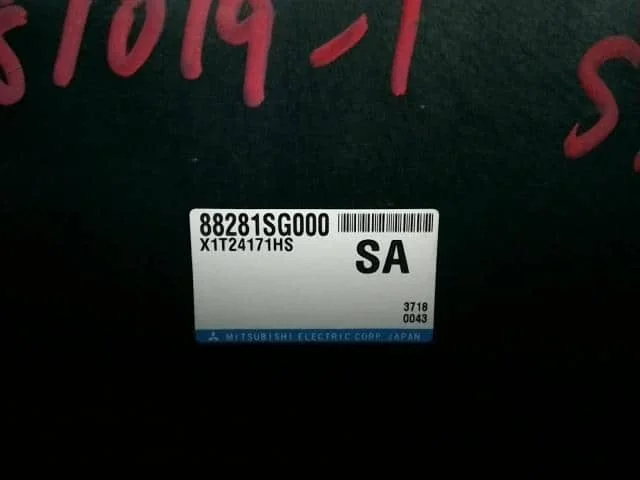 S1019-1
88281SG000
X1T24171HS
SA
3718
0043
MITSUBISHI ELECTRIC CORP. JAPAN